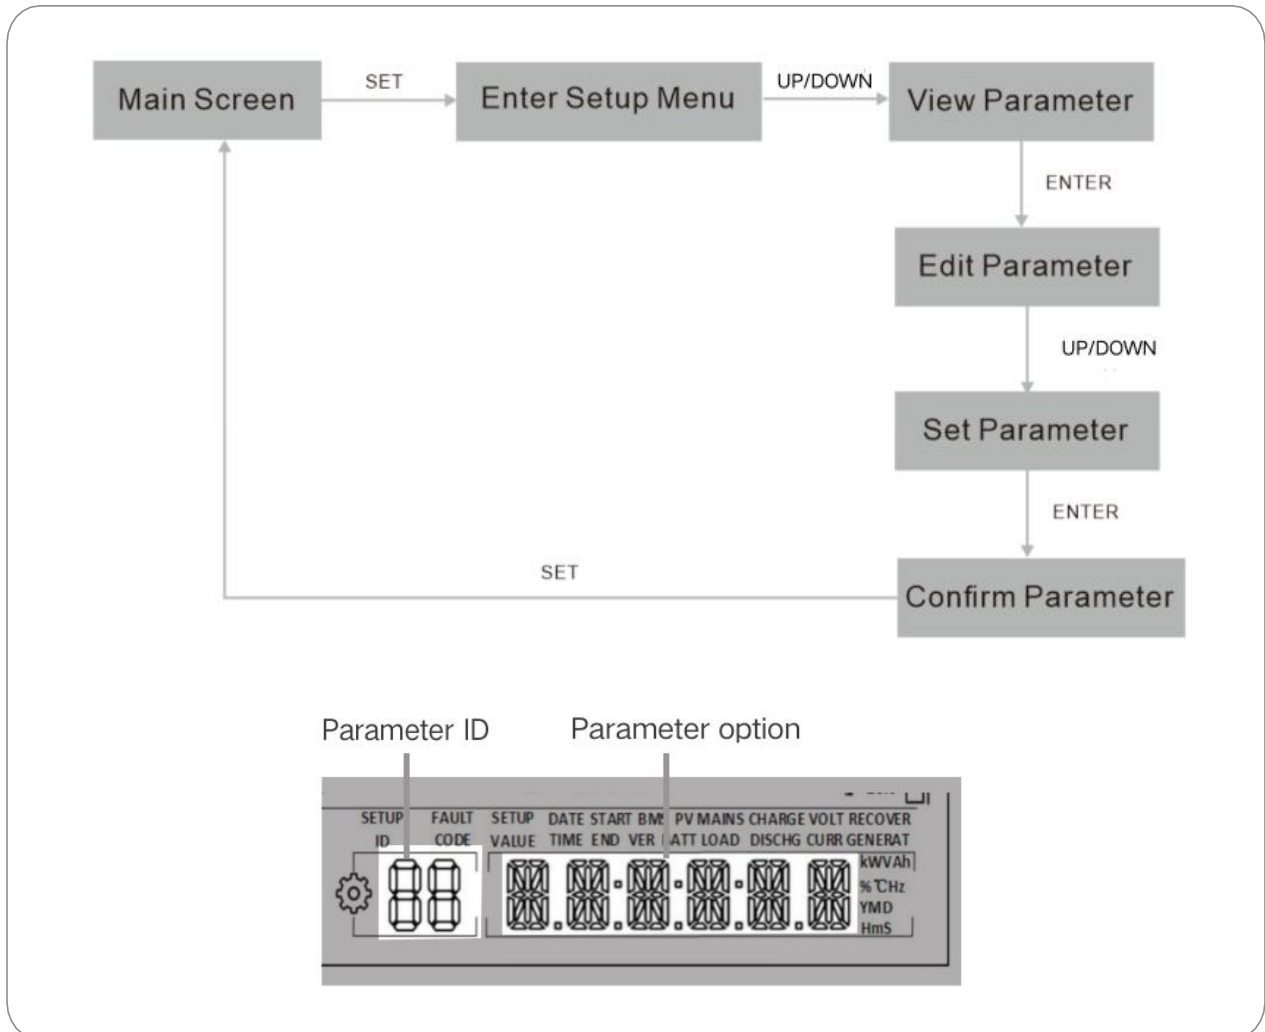 Main Screen
SET
Enter Setup Menu
UP/DOWN
View Parameter
ENTER
Edit Parameter
UP/DOWN
Set Parameter
ENTER
Confirm Parameter
SET
Parameter ID
Parameter option
SETUP FAULT SETUP DATE START BMS PV MAINS CHARGE VOLT RECOVER
ID CODE VALUE TIME END VER BATT LOAD DISCHG CURR GENERAT
kWVAh
% ℃Hz
YMD
HmS